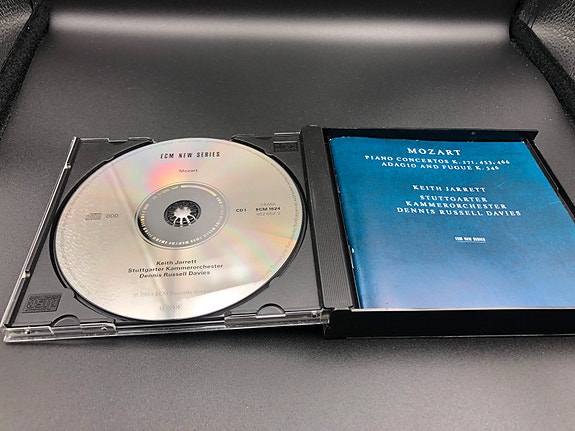 ECM NEW SERIES
Mozart
DDD
CD 1
ECM 1624
Keith Jarrett
Stuttgarter Kammerorchester
Dennis Russell Davies
MOZART
PIANO CONCERTOS K. 271, 453, 466
ADAGIO AND FUGUE K. 546
KEITH JARRETT
STUTTGARTER
KAMMERORCHESTER
DENNIS RUSSELL DAVIES
ECM NEW SERIES